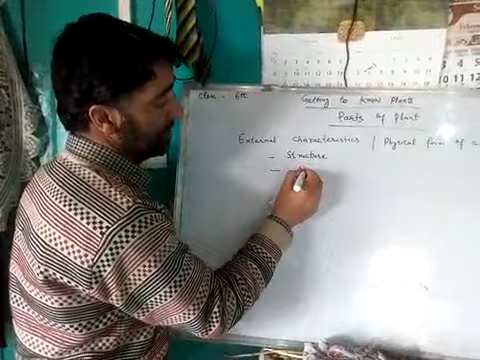 Class - 6th
Getting to know Plants
Parts of Plant
External Characteristics | Physical form of a
- Structure
-